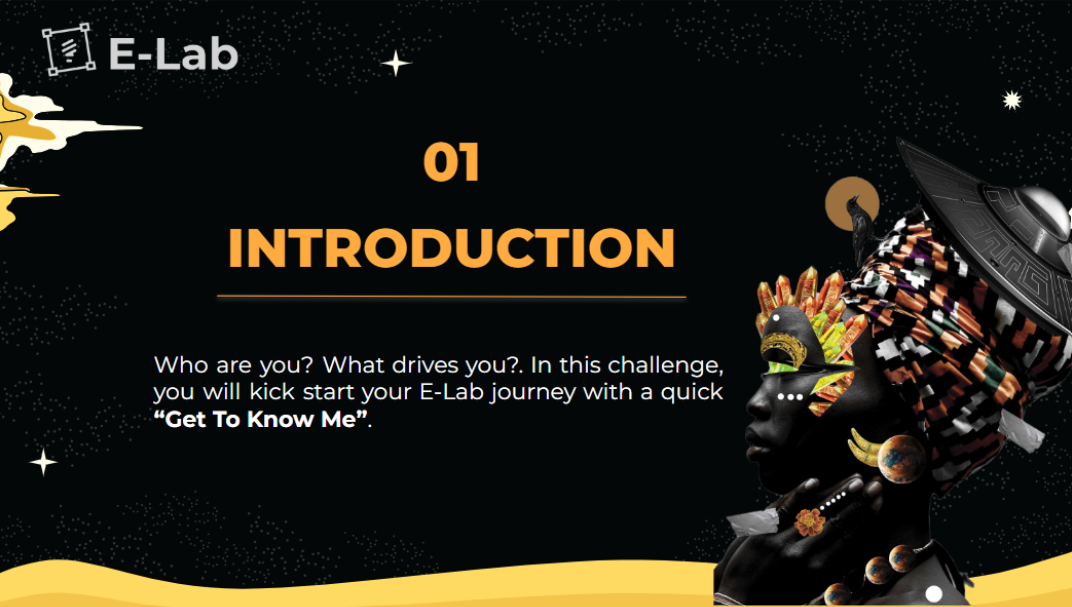 E-Lab
01
INTRODUCTION
Who are you? What drives you?. In this challenge,
you will kick start your E-Lab journey with a quick
“Get To Know Me”.